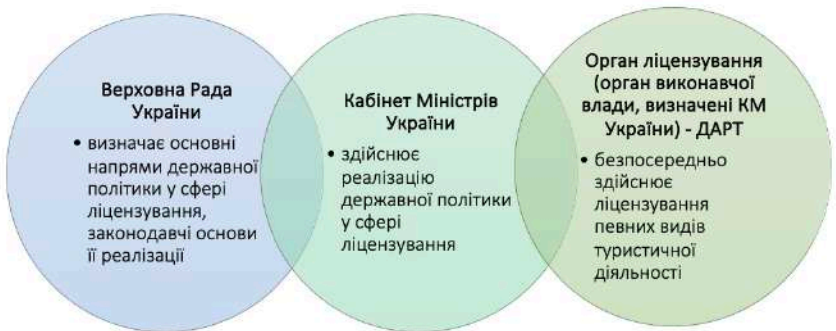 Верховна Рада
України
• визначає основні
напрями державної
політики у сфері
ліцензування,
законодавчі основи
її реалізації
Кабінет Міністрів
України
• здійснює
реалізацію
державної політики
у сфері
ліцензування
Орган ліцензування
(орган виконавчої
влади, визначені КМ
України) - ДАРТ
• безпосередньо
здійснює
ліцензування
певних видів
туристичної
діяльності